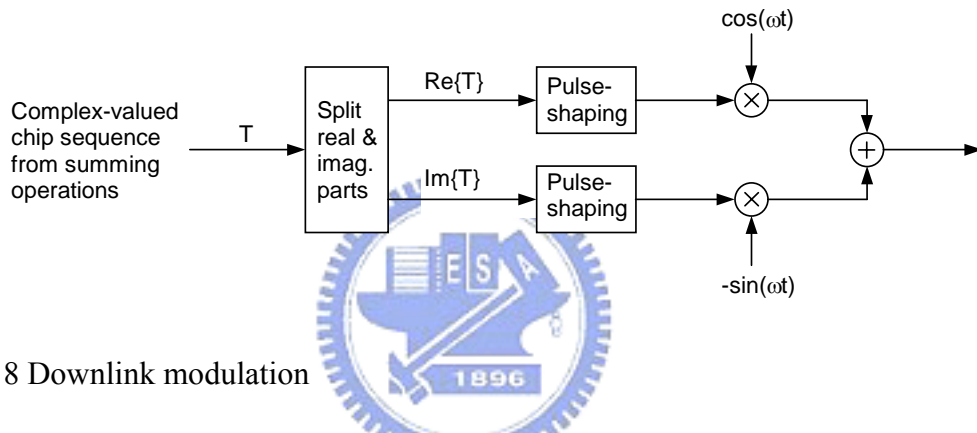 cos(ωt)
Complex-valued
chip sequence
from summing
operations
T
Split
real &
imag.
parts
Re{T}
Pulse-
shaping
Im{T}
Pulse-
shaping
-sin(ωt)
E S A
1896
8 Downlink modulation